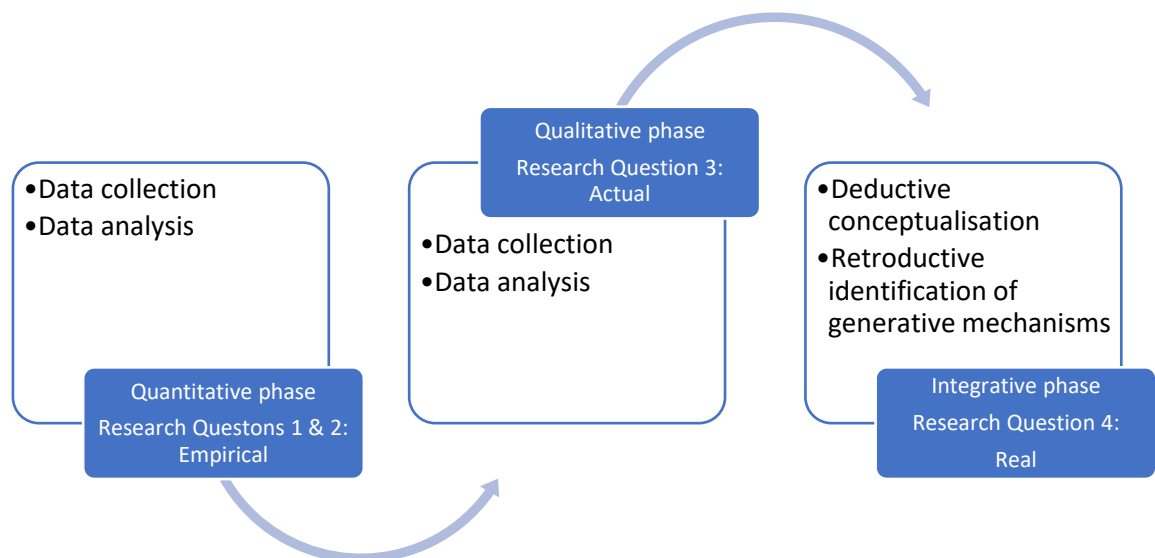 •Data collection
•Data analysis
Quantitative phase
Research Questons 1 & 2:
Empirical
Qualitative phase
Research Question 3:
Actual
•Data collection
•Data analysis
•Deductive
conceptualisation
•Retroductive
identification of
generative mechanisms
Integrative phase
Research Question 4:
Real